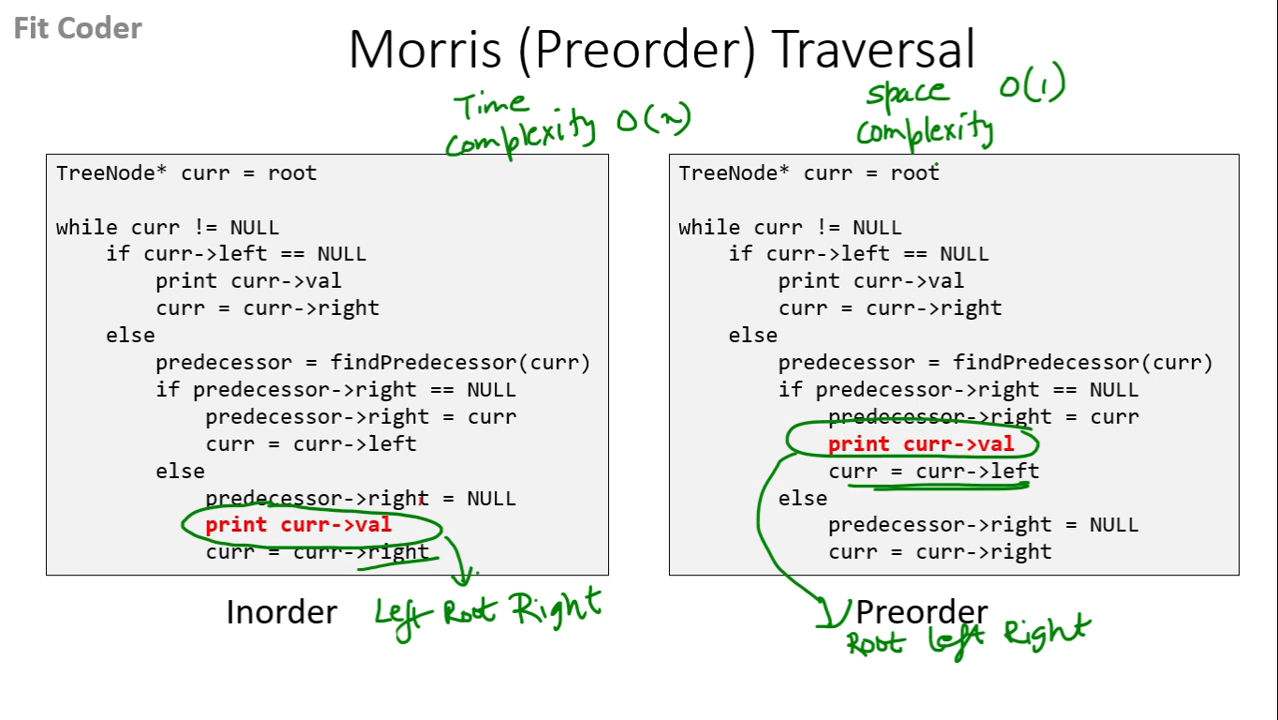 Fit Coder
Morris (Preorder) Traversal
Time
complexity O(n)
space O(1)
complexity
TreeNode* curr = root
while curr != NULL
if curr->left == NULL
print curr->val
curr = curr->right
else
predecessor = findPredecessor(curr)
if predecessor->right == NULL
predecessor->right = curr
curr = curr->left
else
predecessor->right = NULL
print curr->val
curr = curr->right
Inorder
Left Root Right
TreeNode* curr = root
while curr != NULL
if curr->left == NULL
print curr->val
curr = curr->right
else
predecessor = findPredecessor(curr)
if predecessor->right == NULL
predecessor->right = curr
print curr->val
curr = curr->left
else
predecessor->right = NULL
curr = curr->right
Preorder
Root left Right